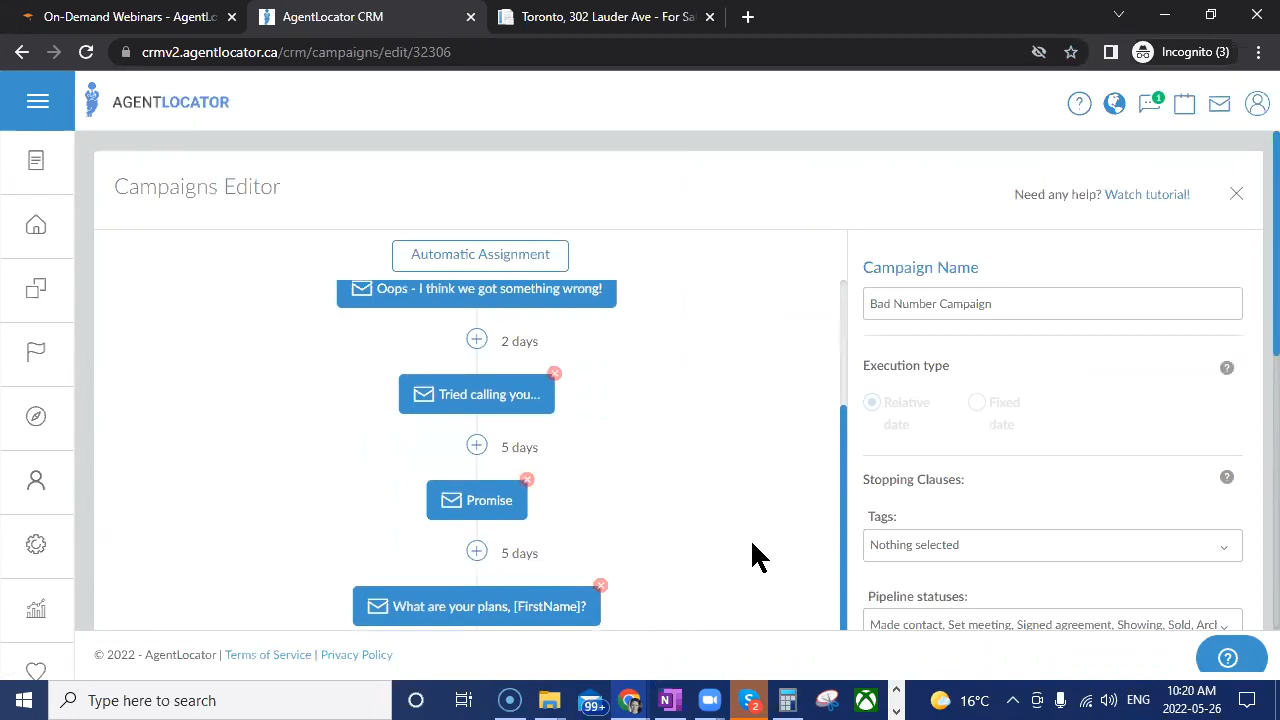 On-Demand Webinars - AgentLo
AgentLocator CRM
Toronto, 302 Lauder Ave - For Sal
crmv2.agentlocator.ca/crm/campaigns/edit/32306
Incognito (3)
AGENTLOCATOR
1
Campaigns Editor
Need any help? Watch tutorial!
Automatic Assignment
Oops - I think we got something wrong!
2 days
Tried calling you...
5 days
Promise
5 days
What are your plans, [FirstName]?
Campaign Name
Bad Number Campaign
Execution type
Relative date
Fixed date
Stopping Clauses:
Tags:
Nothing selected
Pipeline statuses:
Made contact, Set meeting, Signed agreement, Showing, Sold, Arcl
© 2022 - AgentLocator | Terms of Service | Privacy Policy
Type here to search
99+
2
16°C
ENG
10:20 AM
2022-05-26